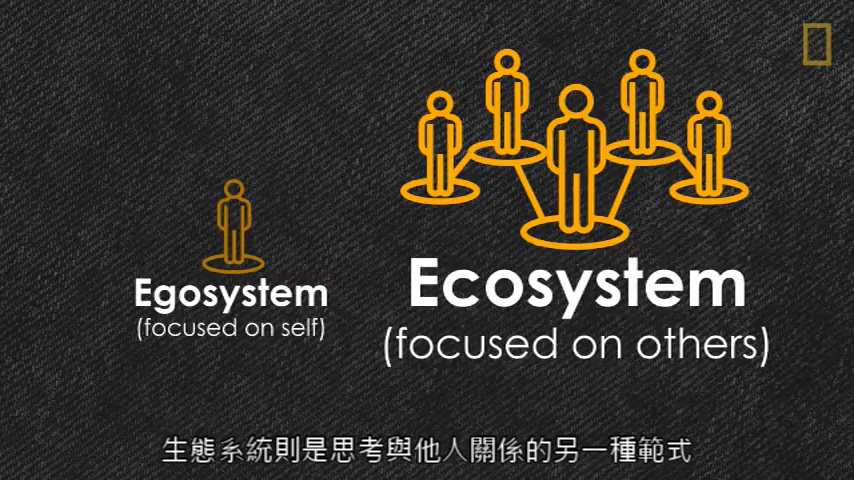 Egosystem
(focused on self)
Ecosystem
(focused on others)
生態系統則是思考與他人關係的另一種範式